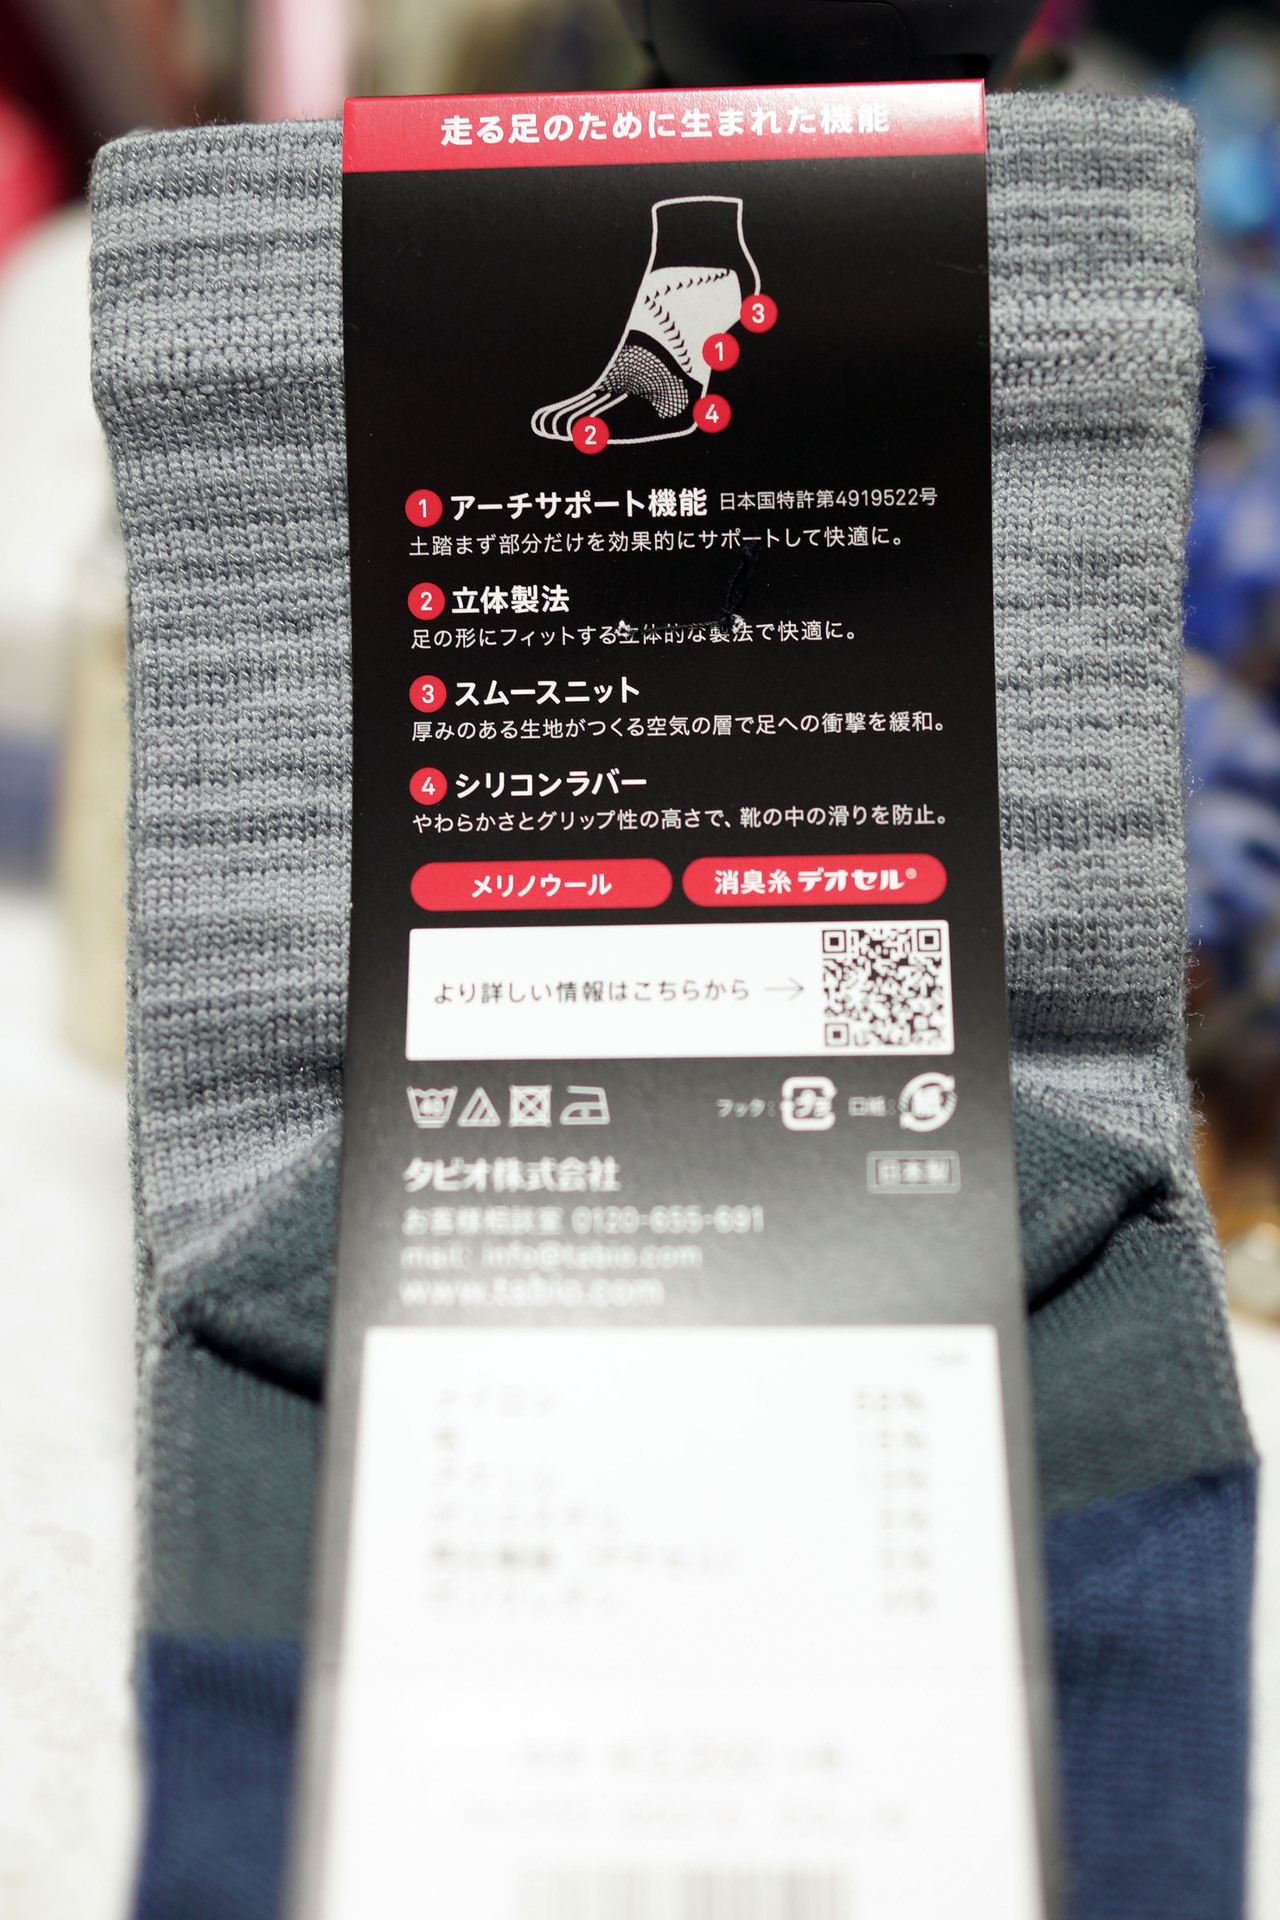 走る足のために生まれた機能
3
1
4
2
1 アーチサポート機能 日本国特許第4919522号
土踏まず部分だけを効果的にサポートして快適に。
2 立体製法
足の形にフィットする立体的な製法で快適に。
3 スムースニット
厚みのある生地がつくる空気の層で足への衝撃を緩和。
4 シリコンラバー
やわらかさとグリップ性の高さで、靴の中の滑りを防止。
メリノウール 消臭糸デオセル®
より詳しい情報はこちらから →
40 フック: プラ 台紙: 紙
タビオ株式会社 日本製
お客様相談室 0120-655-691
mail: info@tabio.com
www.tabio.com